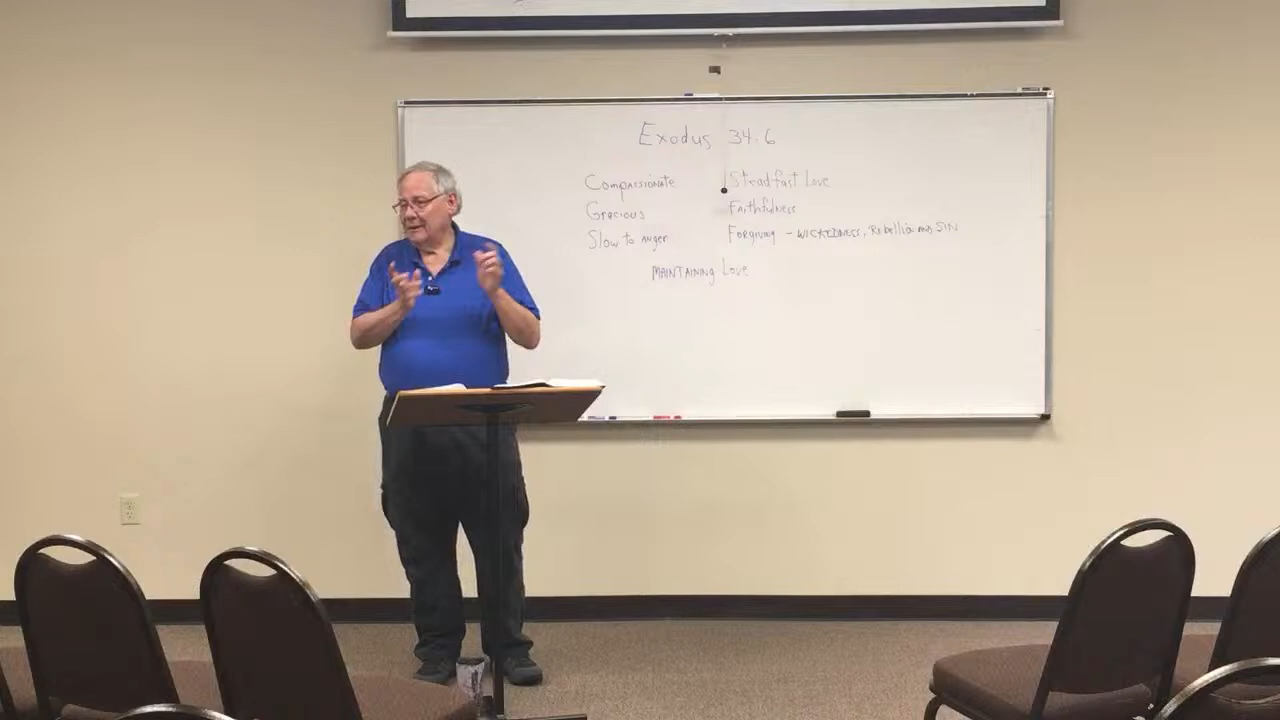 Exodus 34.6
Compassionate
Steadfast Love
Gracious
Faithfulness
Slow to anger
Forgiving - WICKEDNESS, Rebellion and SIN
MAINTAINING Love